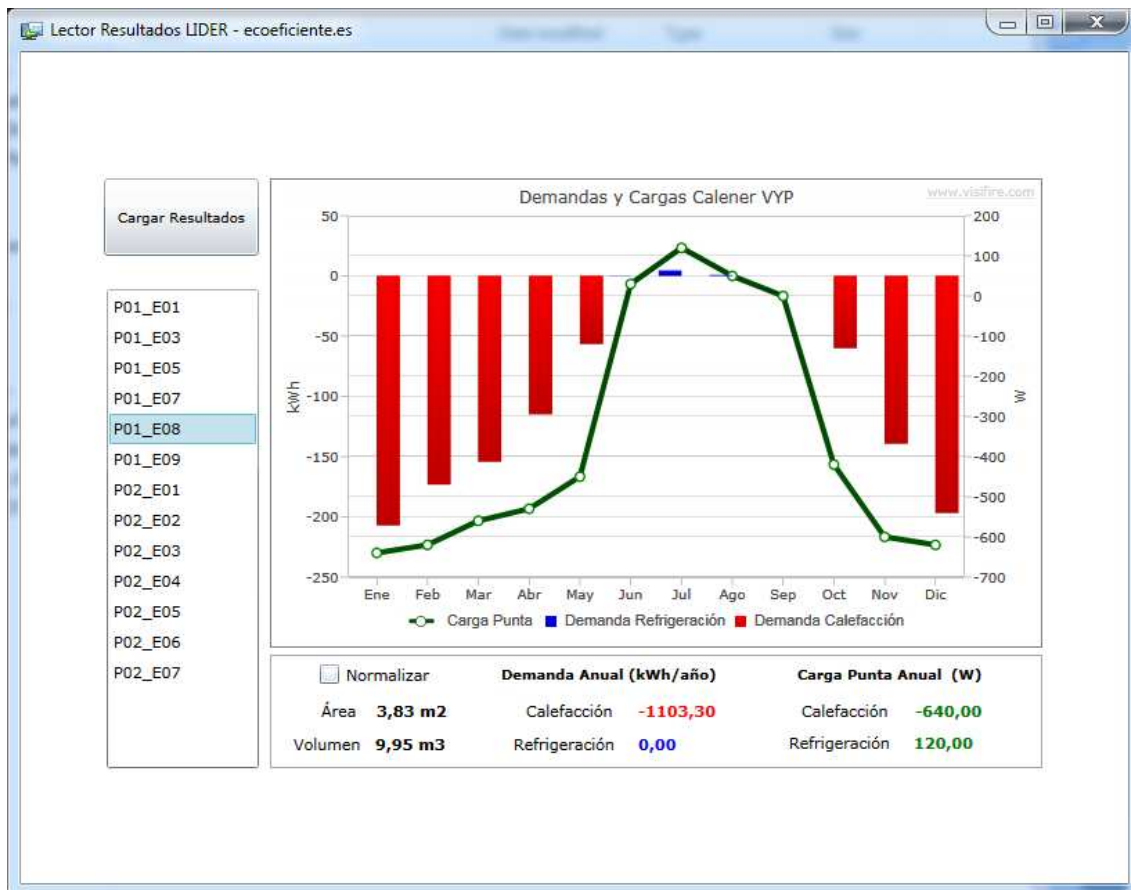 Lector Resultados LIDER - ecoeficiente.es
Cargar Resultados
P01_E01
P01_E03
P01_E05
P01_E07
P01_E08
P01_E09
P02_E01
P02_E02
P02_E03
P02_E04
P02_E05
P02_E06
P02_E07
Demandas y Cargas Calener VYP
www.visifire.com
50
0
-50
-100
-150
-200
-250
kWh
200
100
0
-100
-200
-300
-400
-500
-600
-700
W
Ene Feb Mar Abr May Jun Jul Ago Sep Oct Nov Dic
Carga Punta Demanda Refrigeración Demanda Calefacción
Normalizar Demanda Anual (kWh/año) Carga Punta Anual (W)
Área 3,83 m2 Calefacción -1103,30 Calefacción -640,00
Volumen 9,95 m3 Refrigeración 0,00 Refrigeración 120,00